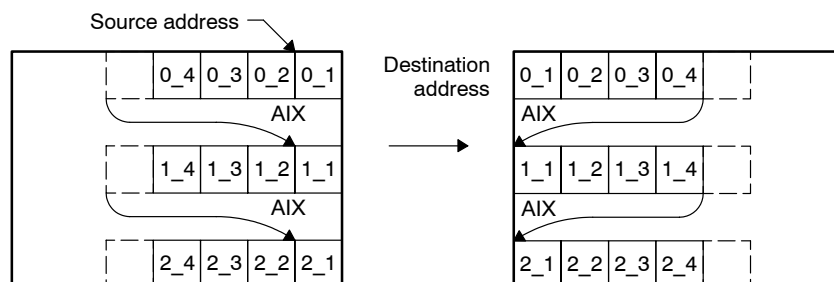 Source address
0_4 0_3 0_2 0_1
Destination
address
0_1 0_2 0_3 0_4
AIX
AIX
1_4 1_3 1_2 1_1
1_1 1_2 1_3 1_4
AIX
AIX
2_4 2_3 2_2 2_1
2_1 2_2 2_3 2_4